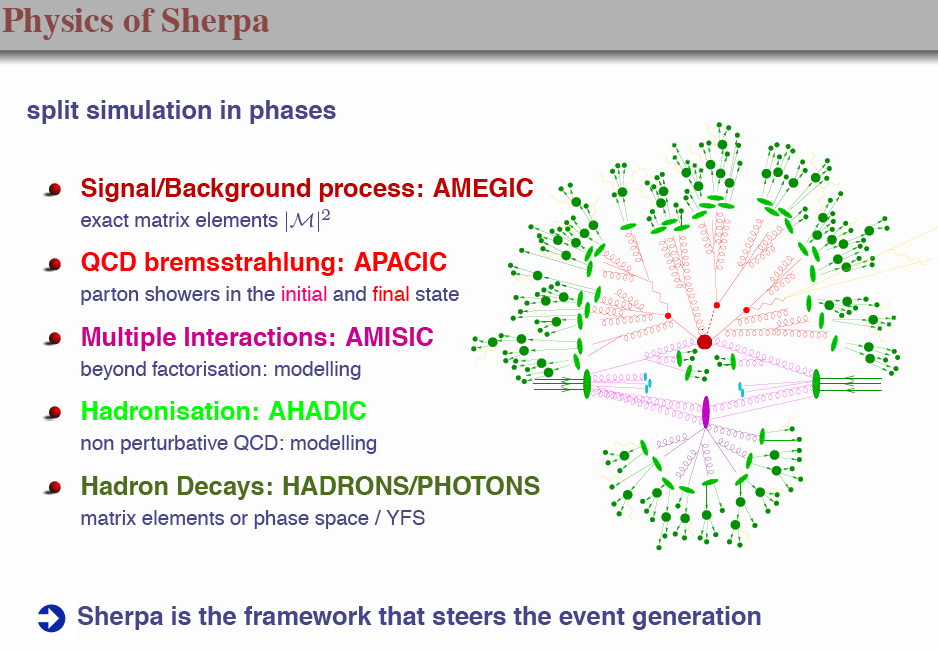 Physics of Sherpa
split simulation in phases
Signal/Background process: AMEGIC
exact matrix elements |ℳ|²
QCD bremsstrahlung: APACIC
parton showers in the initial and final state
Multiple Interactions: AMISIC
beyond factorisation: modelling
Hadronisation: AHADIC
non perturbative QCD: modelling
Hadron Decays: HADRONS/PHOTONS
matrix elements or phase space / YFS
Sherpa is the framework that steers the event generation